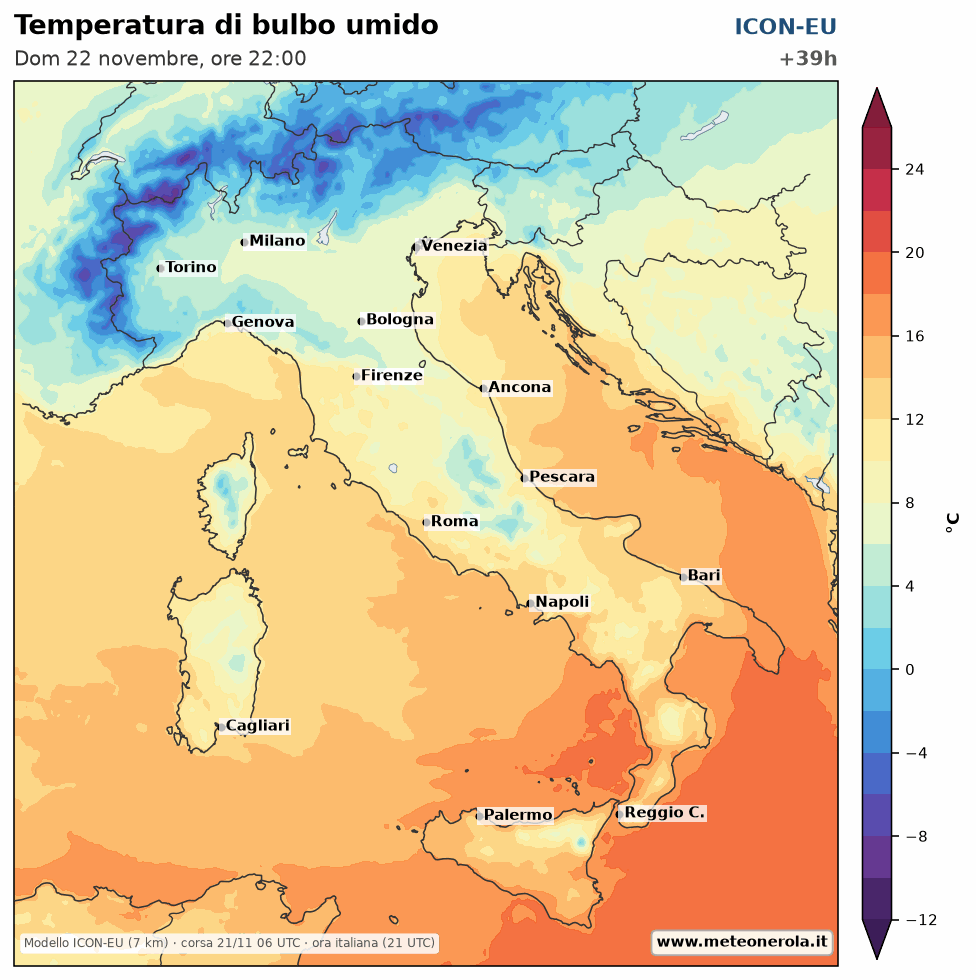 Temperatura di bulbo umido
ICON-EU
Dom 22 novembre, ore 22:00
+39h
Milano
Venezia
Torino
Genova
Bologna
Firenze
Ancona
Pescara
Roma
Bari
Napoli
Cagliari
Palermo
Reggio C.
24
20
16
12
8
4
0
−4
−8
−12
°C
Modello ICON-EU (7 km) · corsa 21/11 06 UTC · ora italiana (21 UTC)
www.meteonerola.it